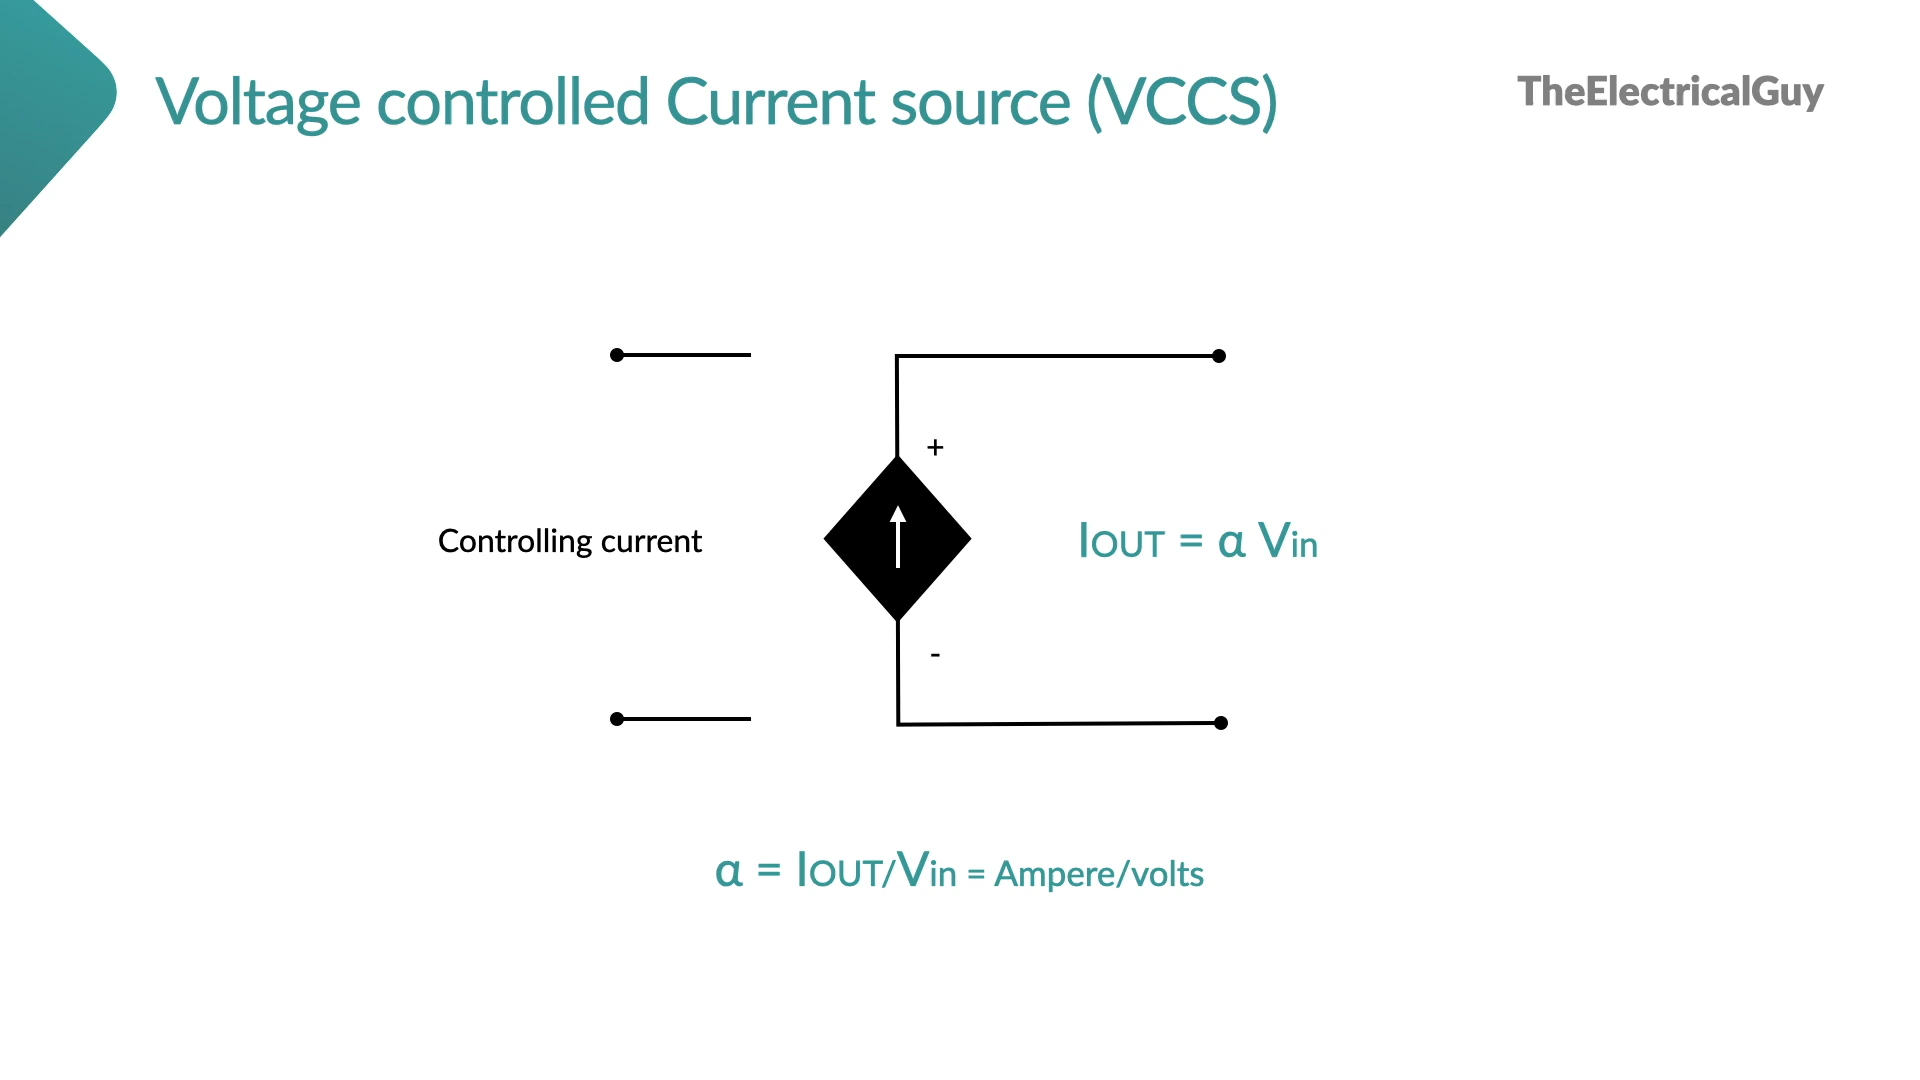 Voltage controlled Current source (VCCS)
TheElectricalGuy
+
Controlling current
IOUT = α Vin
-
α = IOUT/Vin = Ampere/volts